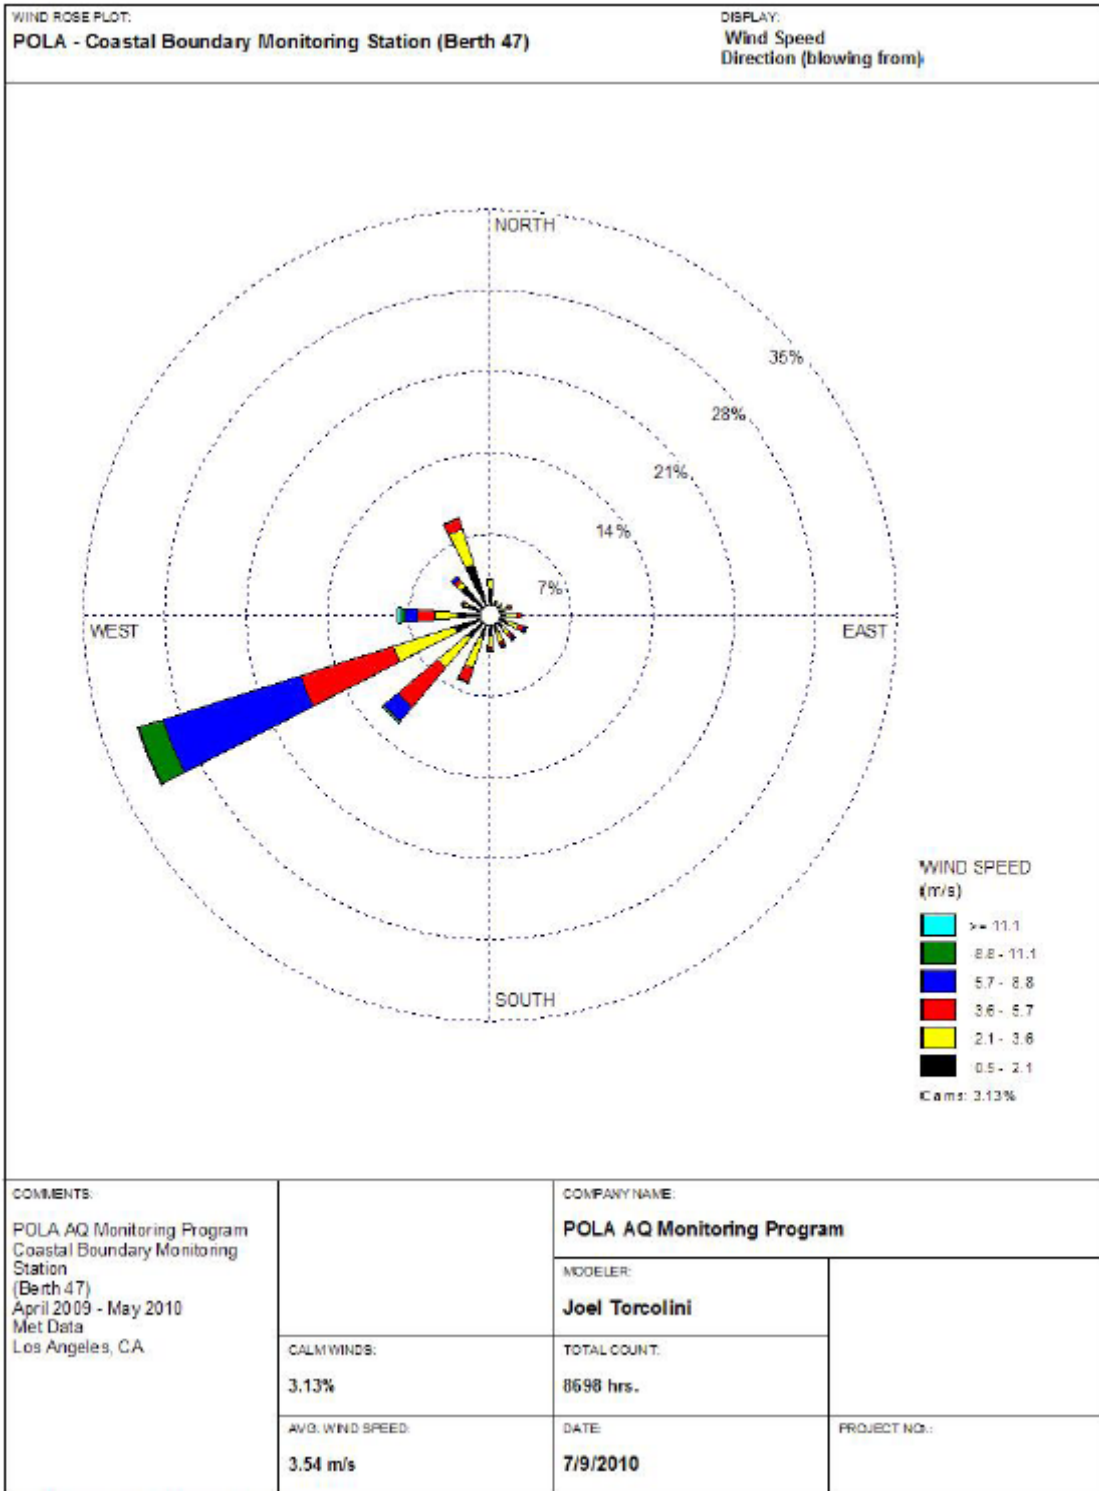 WIND ROSE PLOT:
POLA - Coastal Boundary Monitoring Station (Berth 47)
DISPLAY:
Wind Speed
Direction (blowing from)
NORTH
35%
28%
21%
14%
7%
WEST
EAST
SOUTH
WIND SPEED
(m/s)
>= 11.1
8.8 - 11.1
5.7 - 8.8
3.6 - 5.7
2.1 - 3.6
0.5 - 2.1
Calms: 3.13%
COMMENTS:
POLA AQ Monitoring Program
Coastal Boundary Monitoring
Station
(Berth 47)
April 2009 - May 2010
Met Data
Los Angeles, CA
COMPANY NAME:
POLA AQ Monitoring Program
MODELER:
Joel Torcolini
CALM WINDS:
3.13%
TOTAL COUNT:
8698 hrs.
AVG. WIND SPEED:
3.54 m/s
DATE:
7/9/2010
PROJECT NO.: